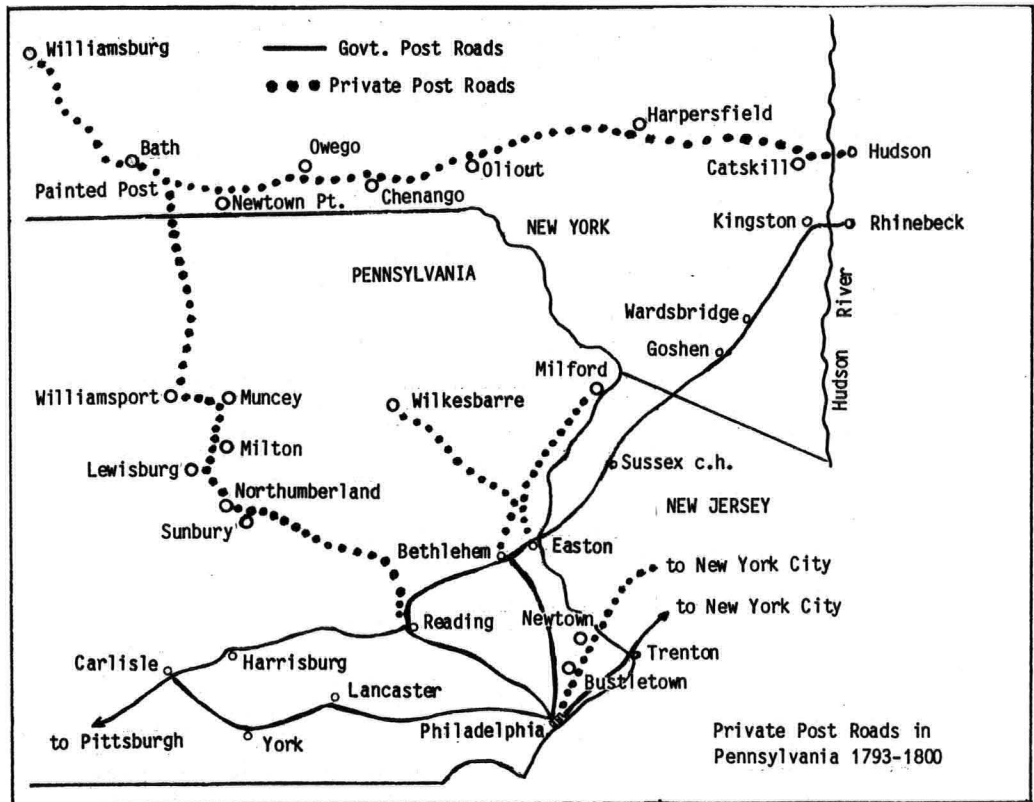 Williamsburg
Govt. Post Roads
Private Post Roads
Harpersfield
Bath
Owego
Oliout
Catskill
Hudson
Painted Post
Newtown Pt.
Chenango
NEW YORK
Kingston
Rhinebeck
PENNSYLVANIA
Wardsbridge
Goshen
Hudson River
Milford
Williamsport
Muncey
Wilkesbarre
Milton
Lewisburg
Sussex c.h.
Northumberland
NEW JERSEY
Sunbury
Bethlehem
Easton
to New York City
to New York City
Newtown
Reading
Trenton
Carlisle
Harrisburg
Bustletown
Lancaster
Philadelphia
to Pittsburgh
York
Private Post Roads in
Pennsylvania 1793-1800